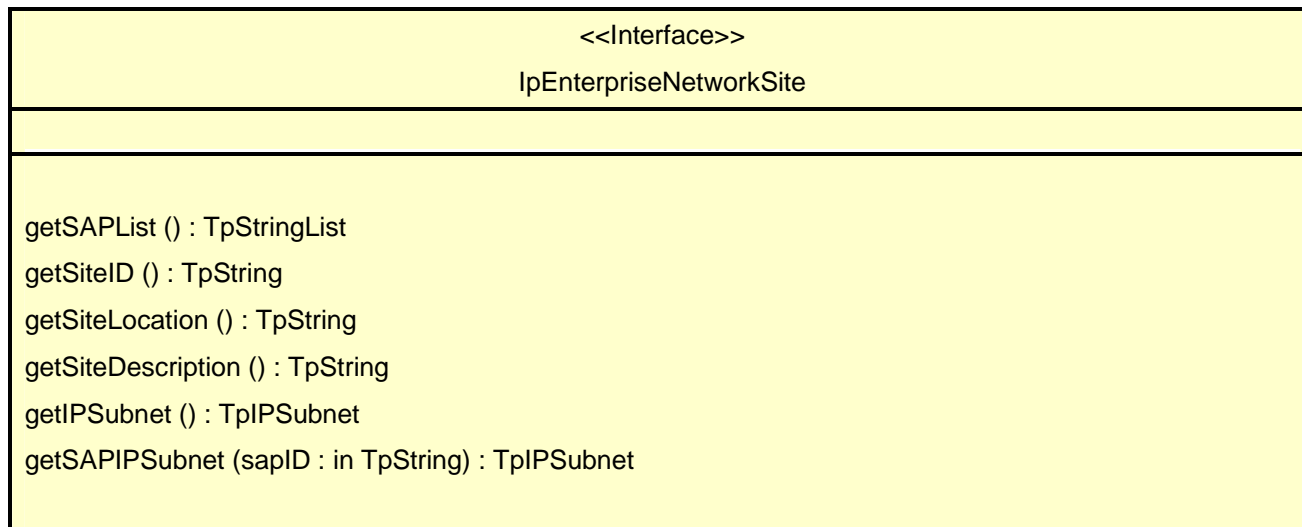 <<Interface>>
IpEnterpriseNetworkSite
getSAPList () : TpStringList
getSiteID () : TpString
getSiteLocation () : TpString
getSiteDescription () : TpString
getIPSubnet () : TpIPSubnet
getSAPIPSubnet (sapID : in TpString) : TpIPSubnet